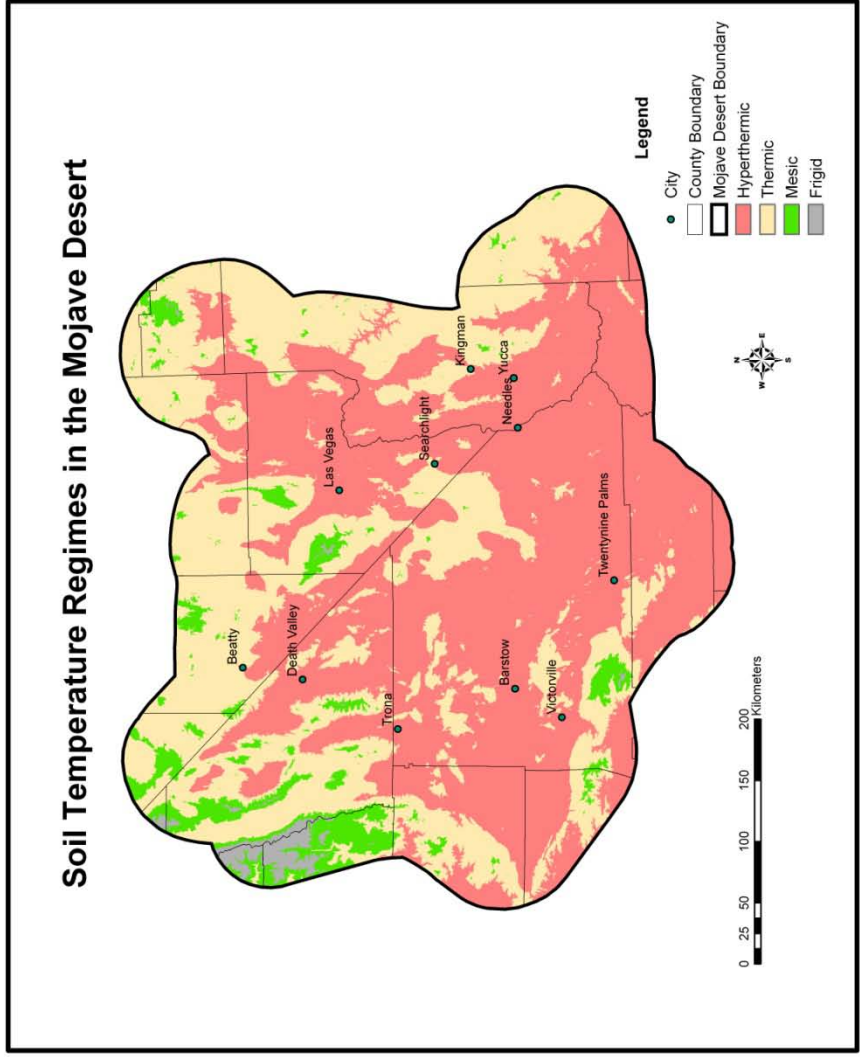 Soil Temperature Regimes in the Mojave Desert
Beatty
Death Valley
Las Vegas
Trona
Searchlight
Kingman
Needles
Yucca
Barstow
Victorville
Twentynine Palms
Legend
City
County Boundary
Mojave Desert Boundary
Hyperthermic
Thermic
Mesic
Frigid
N
W
E
S
0 25 50 100 150 200
Kilometers